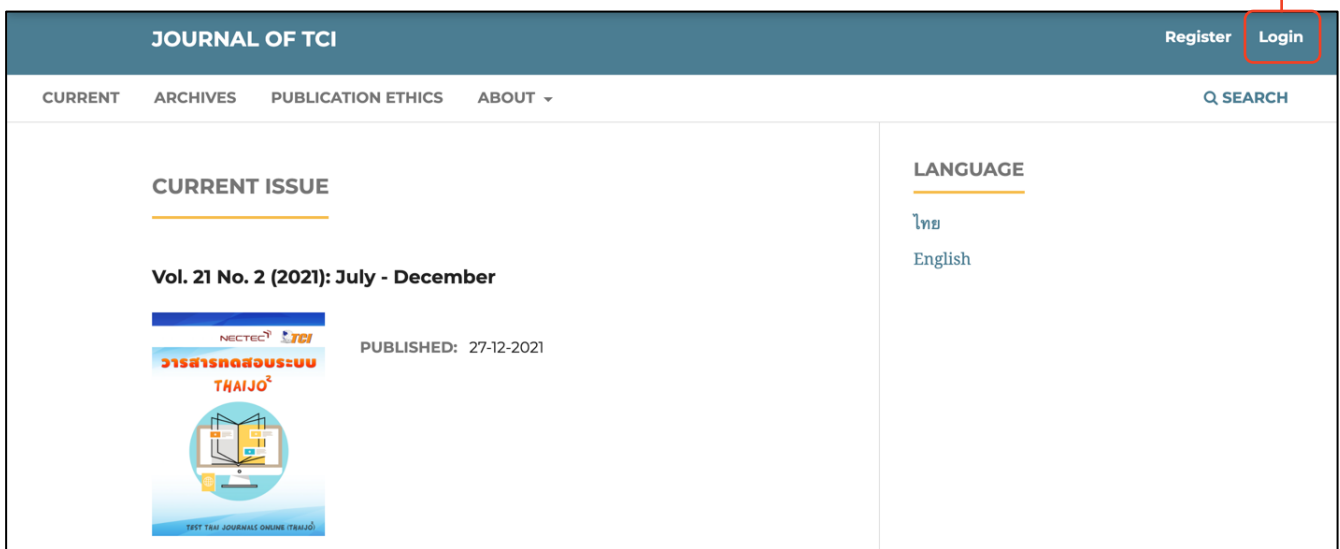 JOURNAL OF TCI
Register Login
CURRENT ARCHIVES PUBLICATION ETHICS ABOUT
SEARCH
CURRENT ISSUE
Vol. 21 No. 2 (2021): July - December
NECTEC TCI
วารสารทดสอบระบบ
THAIJO2
PUBLISHED: 27-12-2021
TEST THAI JOURNALS ONLINE (THAIJO)
LANGUAGE
ไทย
English